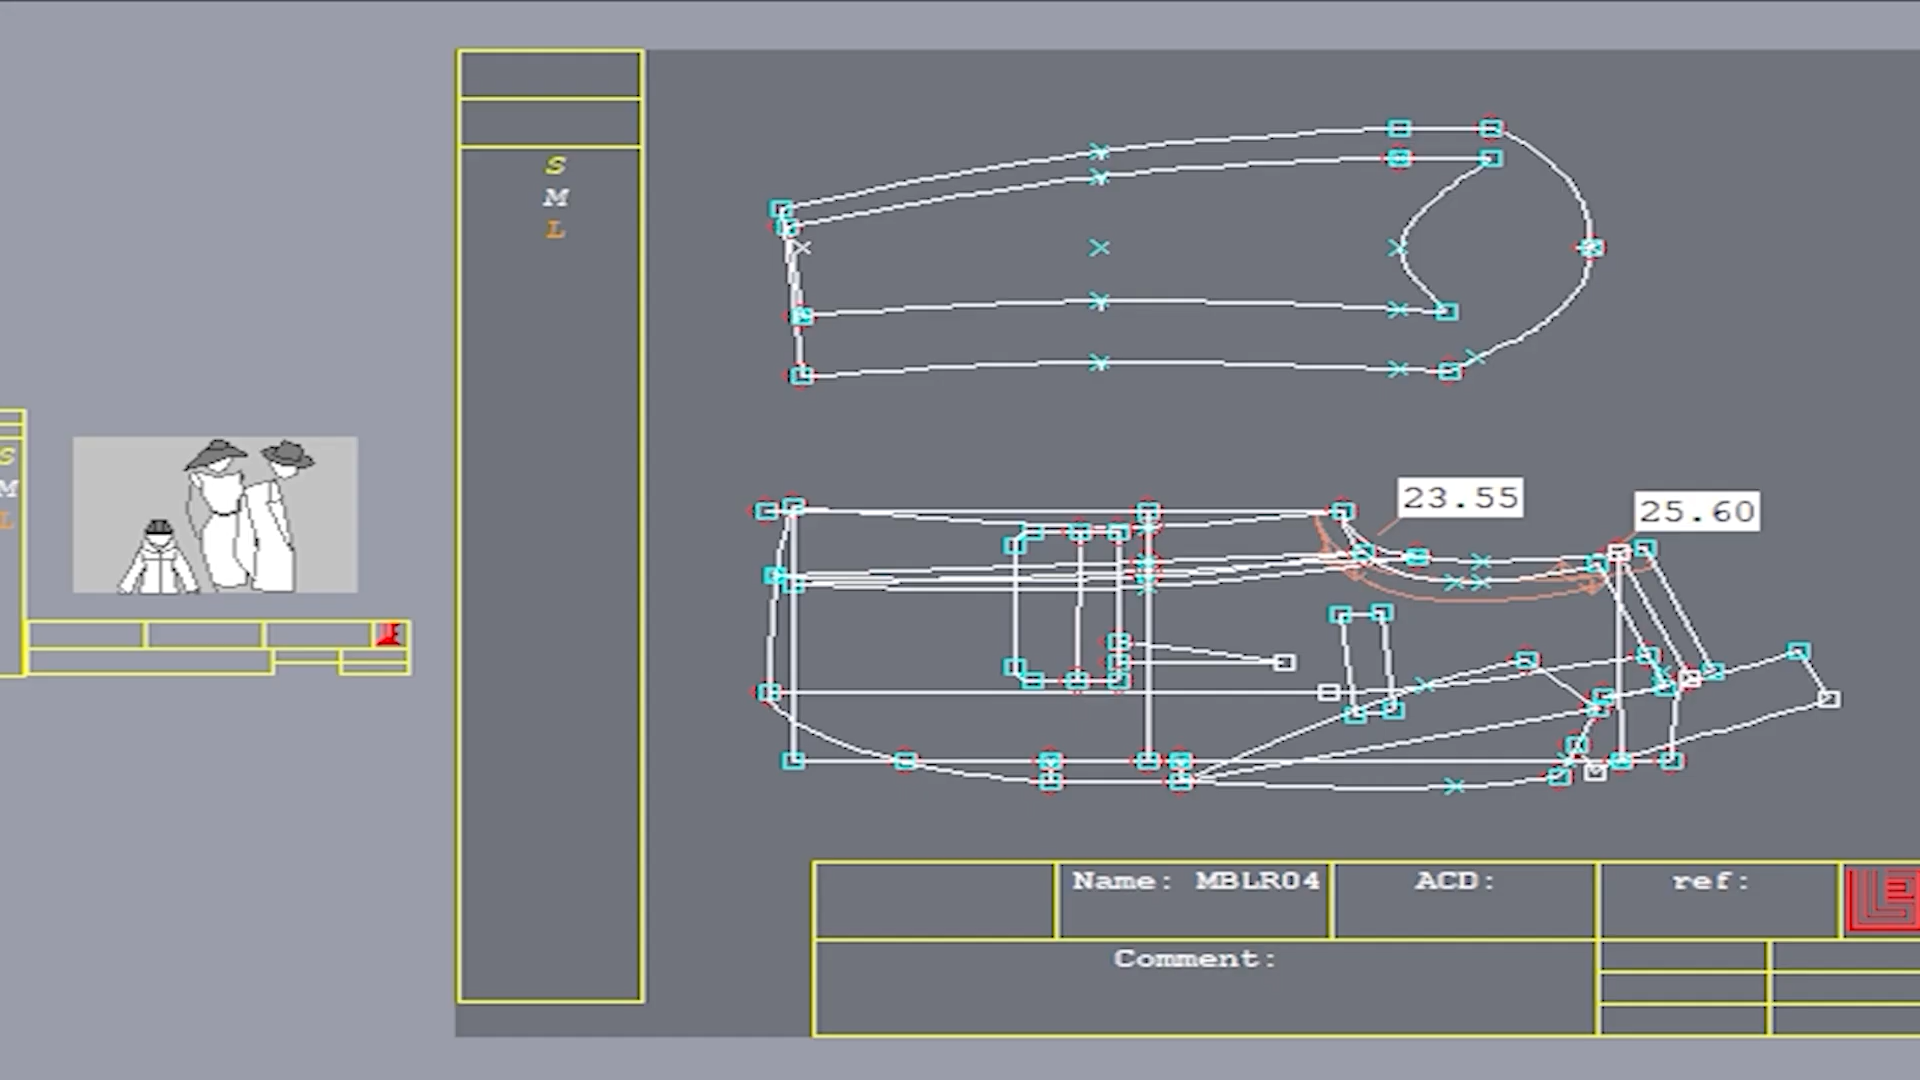 S
M
L
S
M
L
23.55
25.60
Name: MBLR04
ACD:
ref:
Comment: